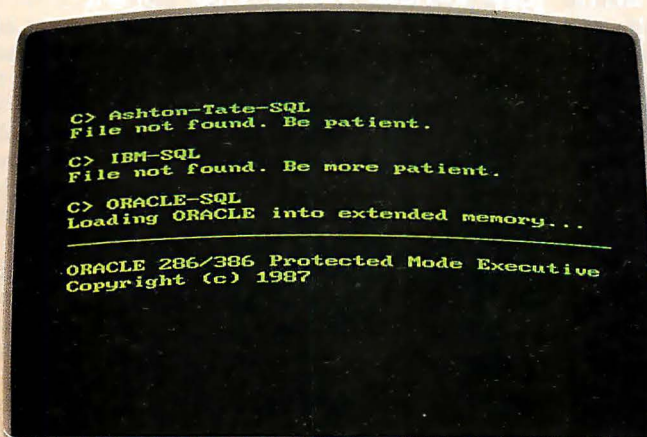 C> Ashton-Tate-SQL
File not found. Be patient.
C> IBM-SQL
File not found. Be more patient.
C> ORACLE-SQL
Loading ORACLE into extended memory...
ORACLE 286/386 Protected Mode Executive
Copyright (c) 1987